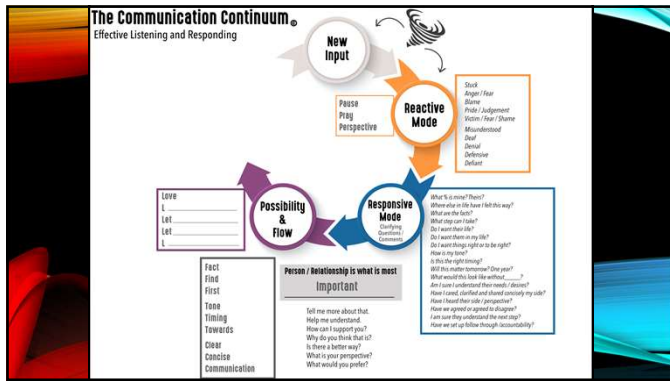 The Communication Continuum ©
Effective Listening and Responding
New
Input
Pause
Pray
Perspective
Reactive
Mode
Stuck
Anger / Fear
Blame
Pride / Judgement
Victim / Fear / Shame
Misunderstood
Deaf
Denial
Defensive
Defiant
Love
L
Let
Let
L
Possibility
&
Flow
Responsive
Mode
Clarifying
Questions /
Comments
What % is mine? Theirs?
Where else in life have I felt this way?
What are the facts?
What step can I take?
Do I want their life?
Do I want them in my life?
Do I want things right or to be right?
How is my tone?
Is this the right timing?
Will this matter tomorrow? One year?
What would this look like without_____?
Am I sure I understand their needs / desires?
Have I cared, clarified and shared concisely my side?
Have I heard their side / perspective?
Have we agreed or agreed to disagree?
I am sure they understand the next step?
Have we set up follow through /accountability?
Fact
Find
First
Tone
Timing
Towards
Clear
Concise
Communication
Person / Relationship is what is most
Important
Tell me more about that.
Help me understand.
How can I support you?
Why do you think that is?
Is there a better way?
What is your perspective?
What would you prefer?